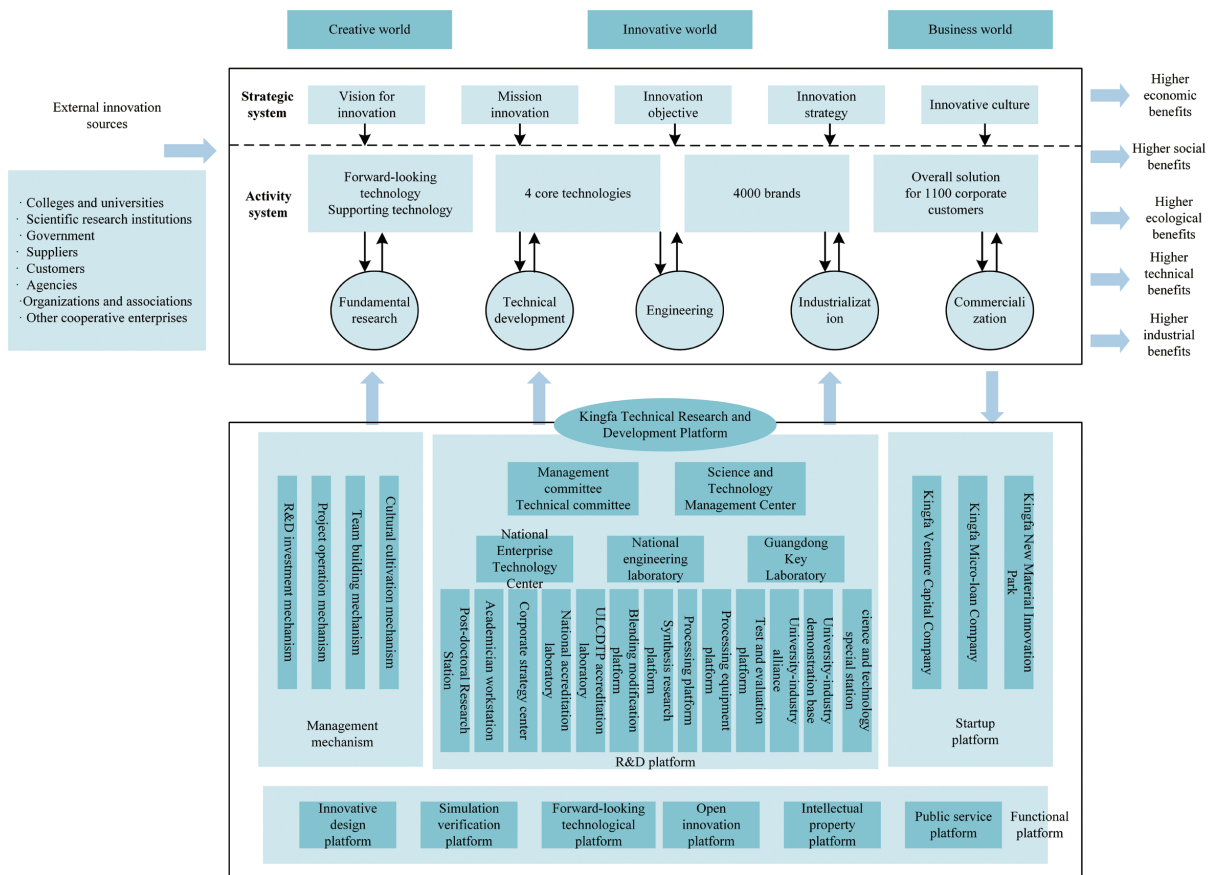 Creative world
Innovative world
Business world
External innovation
sources
· Colleges and universities
· Scientific research institutions
· Government
· Suppliers
· Customers
· Agencies
·Organizations and associations
· Other cooperative enterprises
Strategic
system
Vision for
innovation
Mission
innovation
Innovation
objective
Innovation
strategy
Innovative culture
Activity
system
Forward-looking
technology
Supporting technology
4 core technologies
4000 brands
Overall solution
for 1100 corporate
customers
Fundamental
research
Technical
development
Engineering
Industrializat
ion
Commerciali
zation
Higher
economic
benefits
Higher social
benefits
Higher
ecological
benefits
Higher
technical
benefits
Higher
industrial
benefits
Kingfa Technical Research and
Development Platform
R&D investment mechanism
Project operation mechanism
Team building mechanism
Cultural cultivation mechanism
Management
mechanism
Management
committee
Technical committee
Science and
Technology
Management Center
National
Enterprise
Technology
Center
National
engineering
laboratory
Guangdong
Key
Laboratory
Post-doctoral Research
Station
Academician workstation
Corporate strategy center
National accreditation
laboratory
ULCDTP accreditation
laboratory
Blending modification
platform
Synthesis research
platform
Processing platform
Processing equipment
platform
Test and evaluation
platform
University-industry
alliance
University-industry
demonstration base
cience and technology
special station
R&D platform
Kingfa Venture Capital Company
Kingfa Micro-loan Company
Kingfa New Material Innovation
Park
Startup
platform
Innovative
design
platform
Simulation
verification
platform
Forward-looking
technological
platform
Open
innovation
platform
Intellectual
property
platform
Public service
platform
Functional
platform